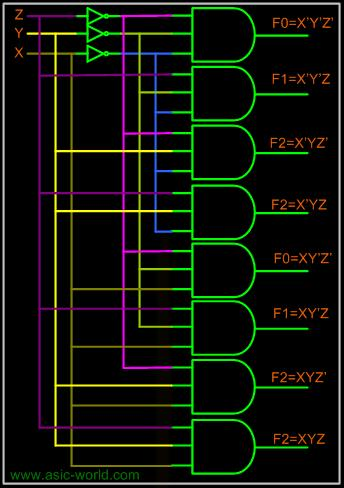 Z
Y
X
F0=X'Y'Z'
F1=X'Y'Z
F2=X'YZ'
F2=X'YZ
F0=XY'Z'
F1=XY'Z
F2=XYZ'
F2=XYZ
www.asic-world.com